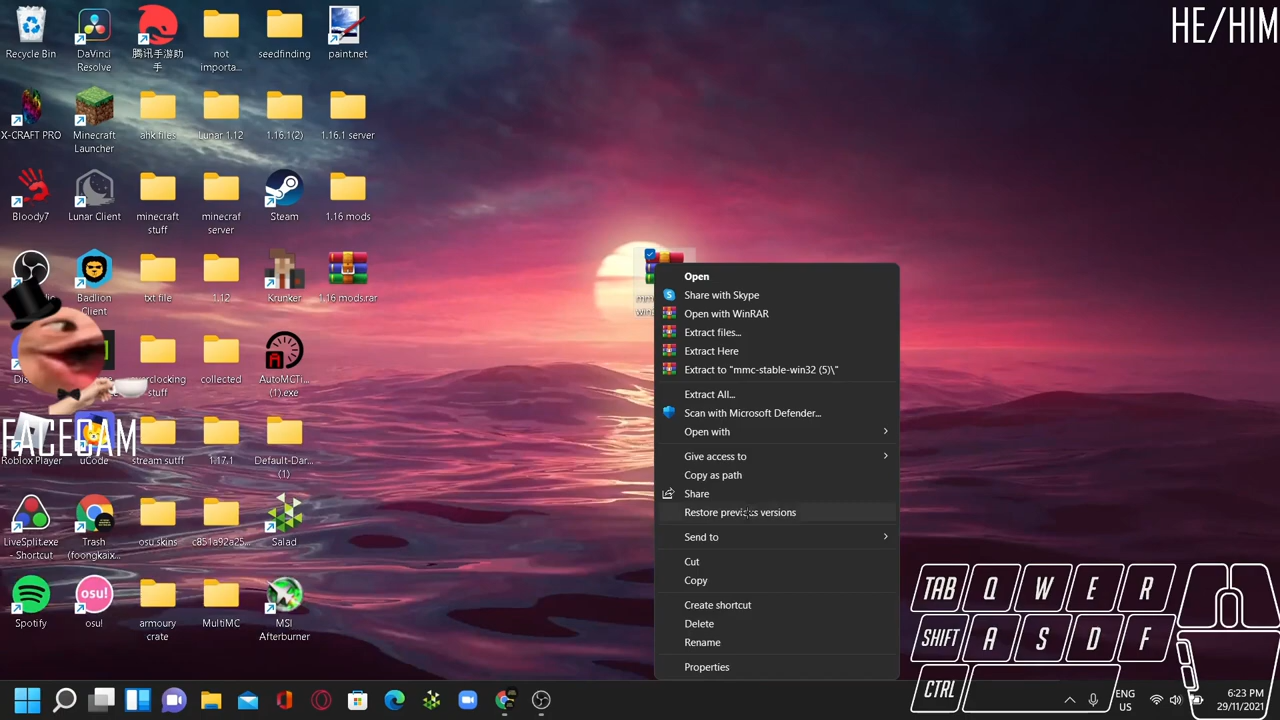 HE/HIM
Recycle Bin
DaVinci
Resolve
腾讯手游助
手
not
importa...
seedfinding
paint.net
X-CRAFT PRO
Minecraft
Launcher
ahk files
Lunar 1.12
1.16.1(2)
1.16.1 server
Bloody7
Lunar Client
minecraft
stuff
minecraf
server
Steam
1.16 mods
Badlion
Client
txt file
1.12
Krunker
1.16 mods.rar
stuff
collected
AutoMCTi...
(1).exe
FACECAM
Roblox Player
uCode
stream sutff
1.17.1
Default-Dar...
(1)
LiveSplit.exe
- Shortcut
Trash
(foongkaix...
osu skins
c851a92a25...
Salad
Spotify
osu!
osu!
armoury
crate
MultiMC
MSI
Afterburner
Open
Share with Skype
Open with WinRAR
Extract files...
Extract Here
Extract to "mmc-stable-win32 (5)\"
Extract All...
Scan with Microsoft Defender...
Open with
Give access to
Copy as path
Share
Restore previous versions
Send to
Cut
Copy
Create shortcut
Delete
Rename
Properties
TAB Q W E R
SHIFT A S D F
CTRL
ENG
US
6:23 PM
29/11/2021